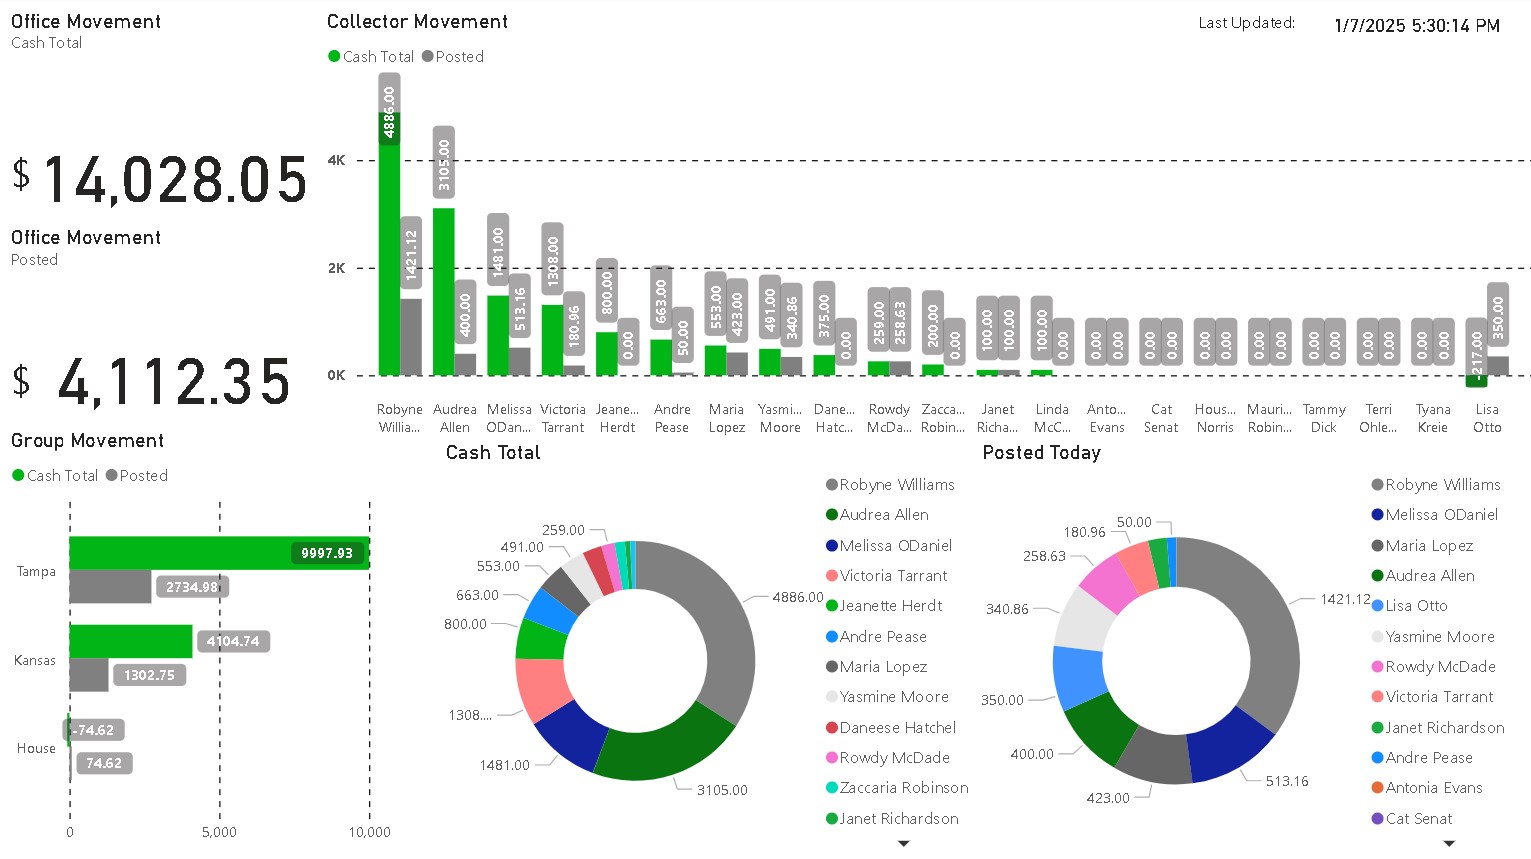 Office Movement
Cash Total
$ 14,028.05
Office Movement
Posted
$ 4,112.35
Collector Movement
Cash Total Posted
Last Updated: 1/7/2025 5:30:14 PM
4K
2K
0K
4886.00 1421.12
3105.00 400.00
1481.00 513.16
1308.00 180.96
800.00 0.00
663.00 50.00
553.00 423.00
491.00 340.86
375.00 0.00
259.00 258.63
200.00 0.00
100.00 100.00
100.00 0.00
0.00 0.00
0.00 0.00
0.00 0.00
0.00 0.00
0.00 0.00
0.00 0.00
0.00 0.00
-217.00 350.00
Robyne Willia...
Audrea Allen
Melissa ODan...
Victoria Tarrant
Jeane... Herdt
Andre Pease
Maria Lopez
Yasmi... Moore
Dane... Hatc...
Rowdy McDa...
Zacca... Robin...
Janet Richa...
Linda McC...
Anto... Evans
Cat Senat
Hous... Norris
Mauri... Robin...
Tammy Dick
Terri Ohle...
Tyana Kreie
Lisa Otto
Group Movement
Cash Total Posted
Tampa
9997.93
2734.98
Kansas
4104.74
1302.75
House
-74.62
74.62
0 5,000 10,000
Cash Total
259.00
491.00
553.00
663.00
800.00
1308....
1481.00
3105.00
4886.00
Robyne Williams
Audrea Allen
Melissa ODaniel
Victoria Tarrant
Jeanette Herdt
Andre Pease
Maria Lopez
Yasmine Moore
Daneese Hatchel
Rowdy McDade
Zaccaria Robinson
Janet Richardson
Posted Today
50.00
180.96
258.63
340.86
350.00
400.00
423.00
513.16
1421.12
Robyne Williams
Melissa ODaniel
Maria Lopez
Audrea Allen
Lisa Otto
Yasmine Moore
Rowdy McDade
Victoria Tarrant
Janet Richardson
Andre Pease
Antonia Evans
Cat Senat